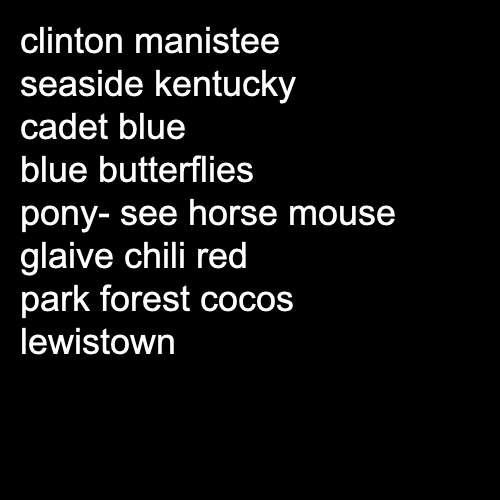 clinton manistee
seaside kentucky
cadet blue
blue butterflies
pony- see horse mouse
glaive chili red
park forest cocos
lewistown